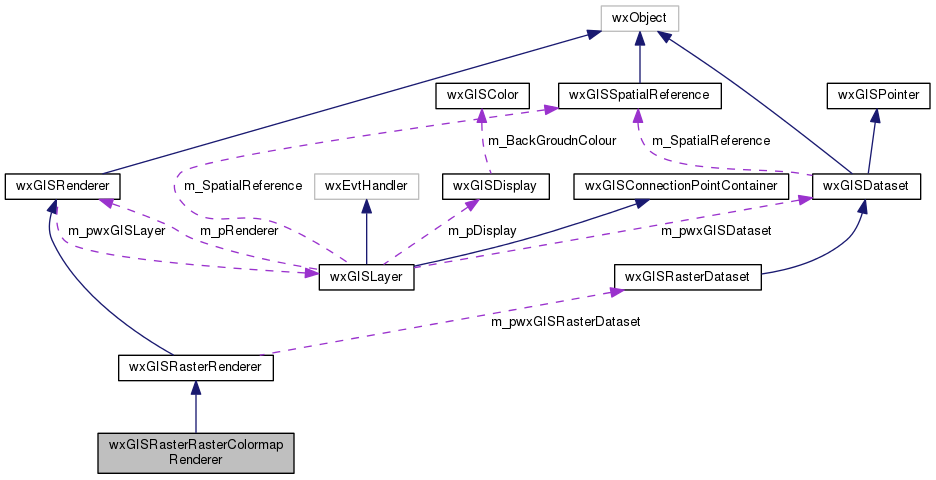 wxObject
wxGISColor
wxGISSpatialReference
wxGISPointer
m_BackGroudnColour
m_SpatialReference
wxGISRenderer
m_SpatialReference
wxEvtHandler
wxGISDisplay
wxGISConnectionPointContainer
wxGISDataset
m_pwxGISLayer
m_pRenderer
m_pDisplay
m_pwxGISDataset
wxGISLayer
wxGISRasterDataset
m_pwxGISRasterDataset
wxGISRasterRenderer
wxGISRasterRasterColormap
Renderer